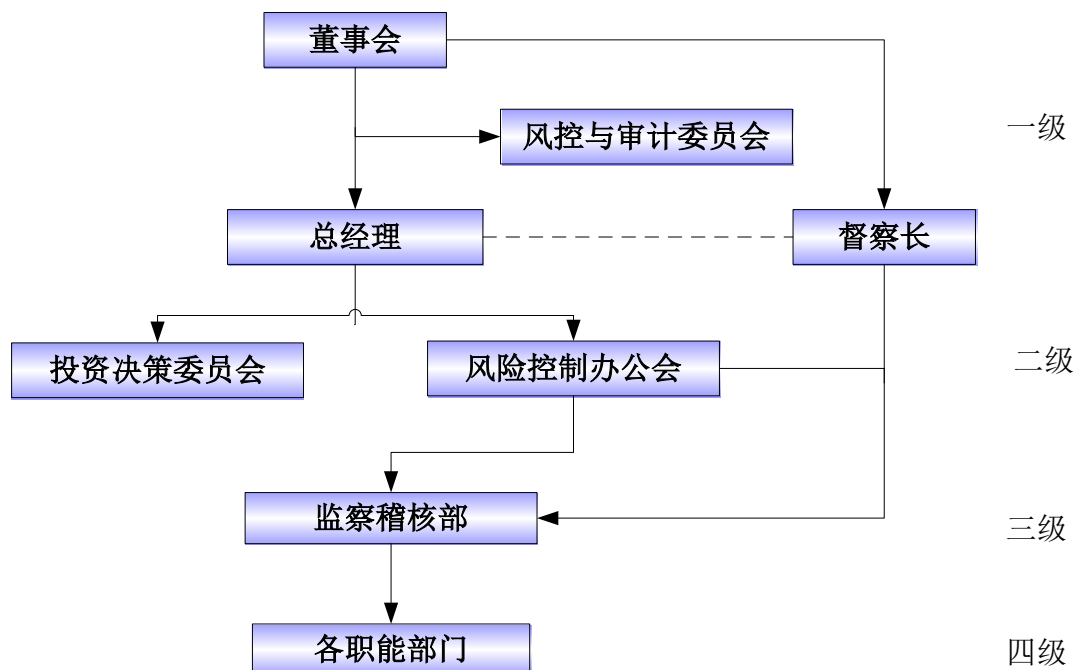 董事会
风控与审计委员会
一级
总经理
督察长
投资决策委员会
风险控制办公会
二级
监察稽核部
三级
各职能部门
四级